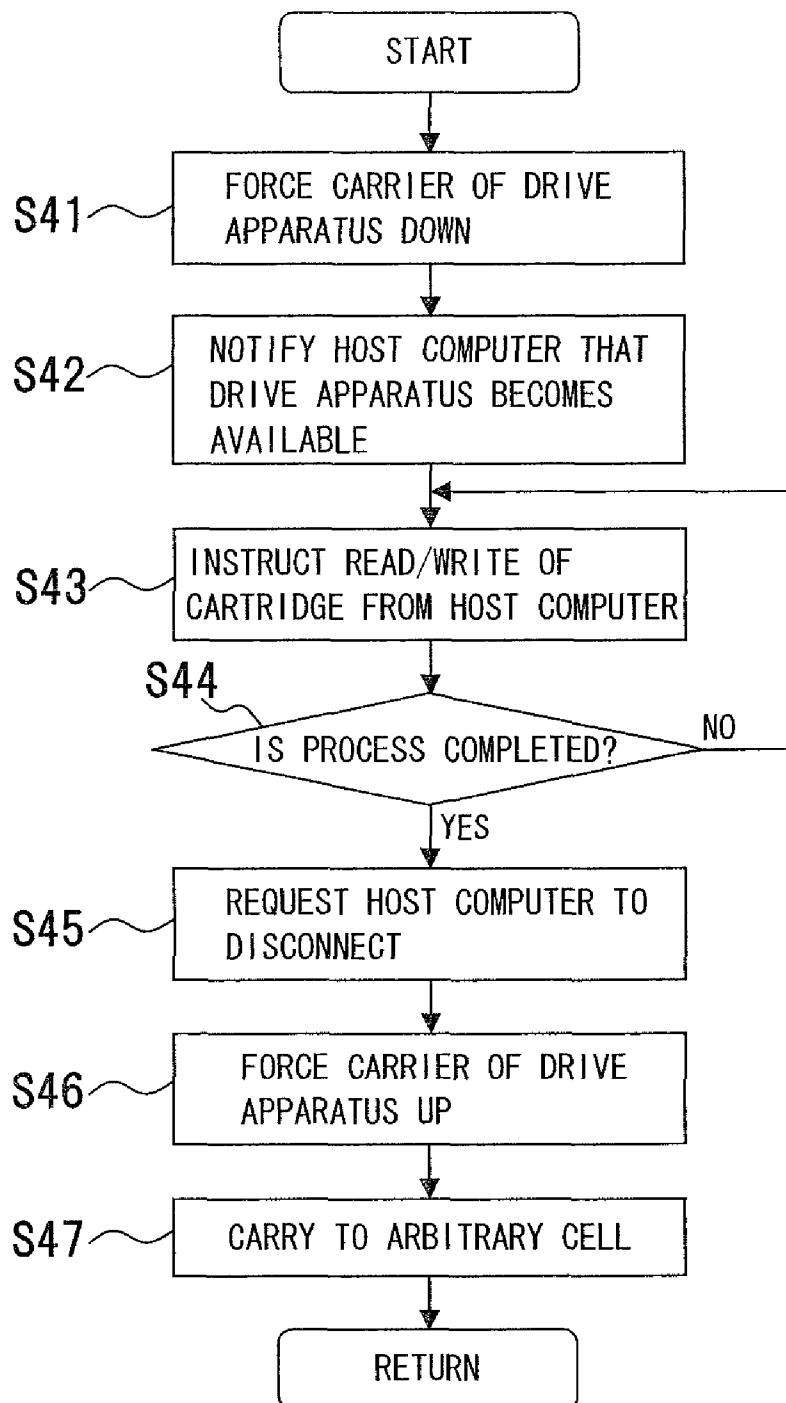 START
S41
FORCE CARRIER OF DRIVE
APPARATUS DOWN
S42
NOTIFY HOST COMPUTER THAT
DRIVE APPARATUS BECOMES
AVAILABLE
S43
INSTRUCT READ/WRITE OF
CARTRIDGE FROM HOST COMPUTER
S44
IS PROCESS COMPLETED?
NO
YES
S45
REQUEST HOST COMPUTER TO
DISCONNECT
S46
FORCE CARRIER OF DRIVE
APPARATUS UP
S47
CARRY TO ARBITRARY CELL
RETURN